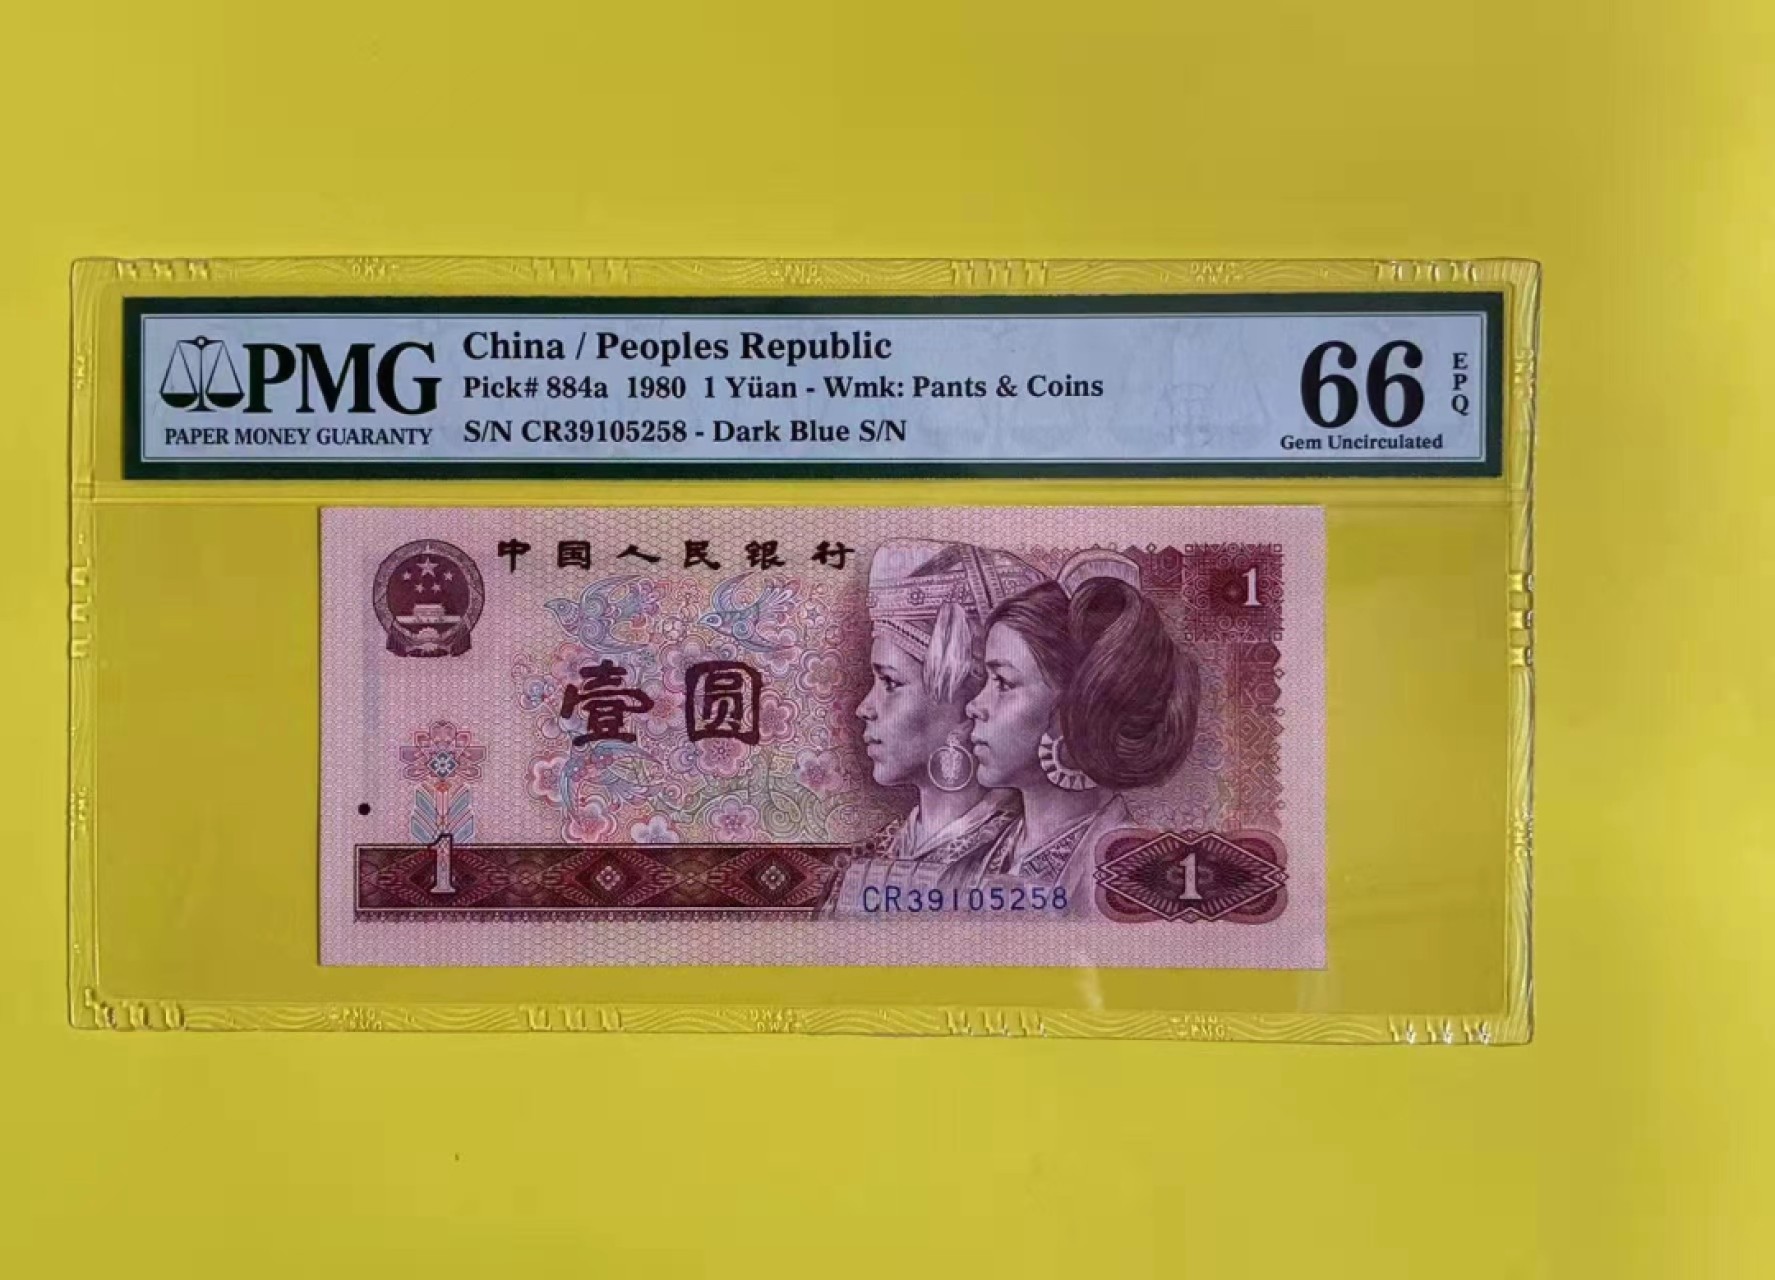 PMG
PAPER MONEY GUARANTY
China / Peoples Republic
Pick# 884a 1980 1 Yüan - Wmk: Pants & Coins
S/N CR39105258 - Dark Blue S/N
66 EPQ
Gem Uncirculated
中国人民银行
1
壹圆
1
CR39105258
1